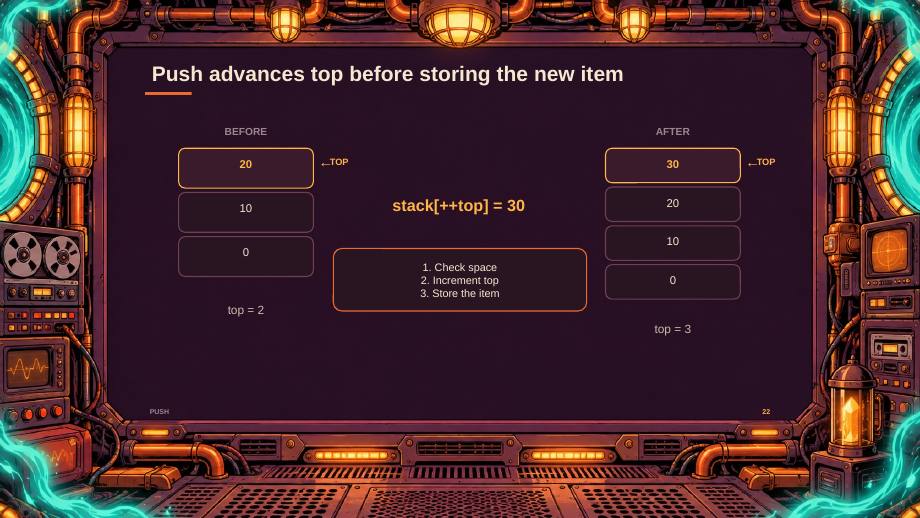 Push advances top before storing the new item
BEFORE
20
←TOP
10
0
top = 2
stack[++top] = 30
1. Check space
2. Increment top
3. Store the item
AFTER
30
←TOP
20
10
0
top = 3
PUSH
22